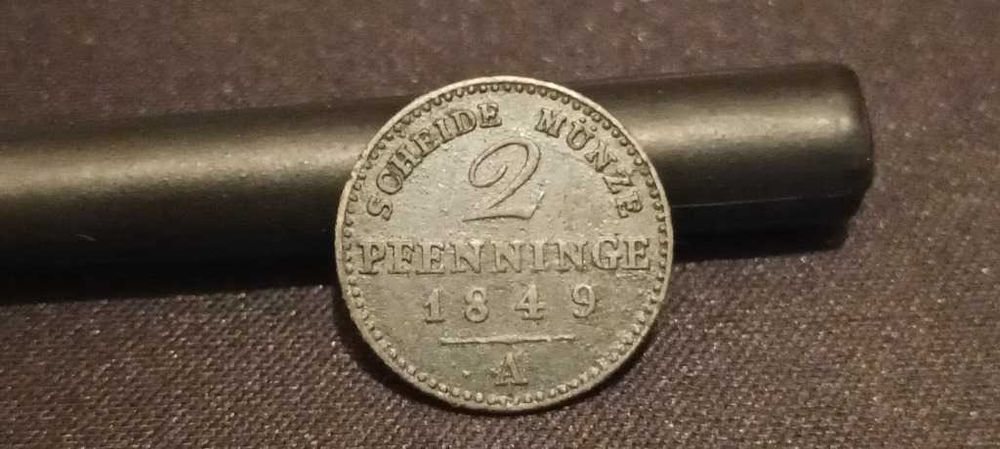 SCHEIDE MÜNZE
2
PFENNINGE
1849
A